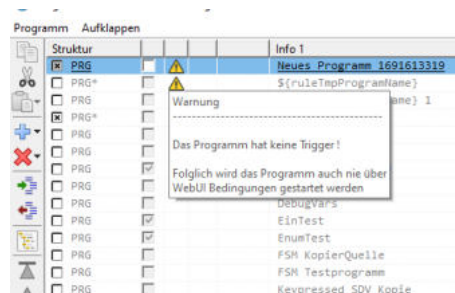 Programm Aufklappen
Struktur Info 1
PRG Neues Programm 1691613319
PRG* ${ruleTmpProgramName}
PRG ame} 1
PRG*
PRG
PRG
PRG
PRG DebugVars
PRG EinTest
PRG EnumTest
PRG FSM KopierQuelle
PRG FSM Testprogramm
PRG Keypressed SDV Kopie
Warnung
------------------------------------------------
Das Programm hat keine Trigger !
Folglich wird das Programm auch nie über
WebUI Bedingungen gestartet werden